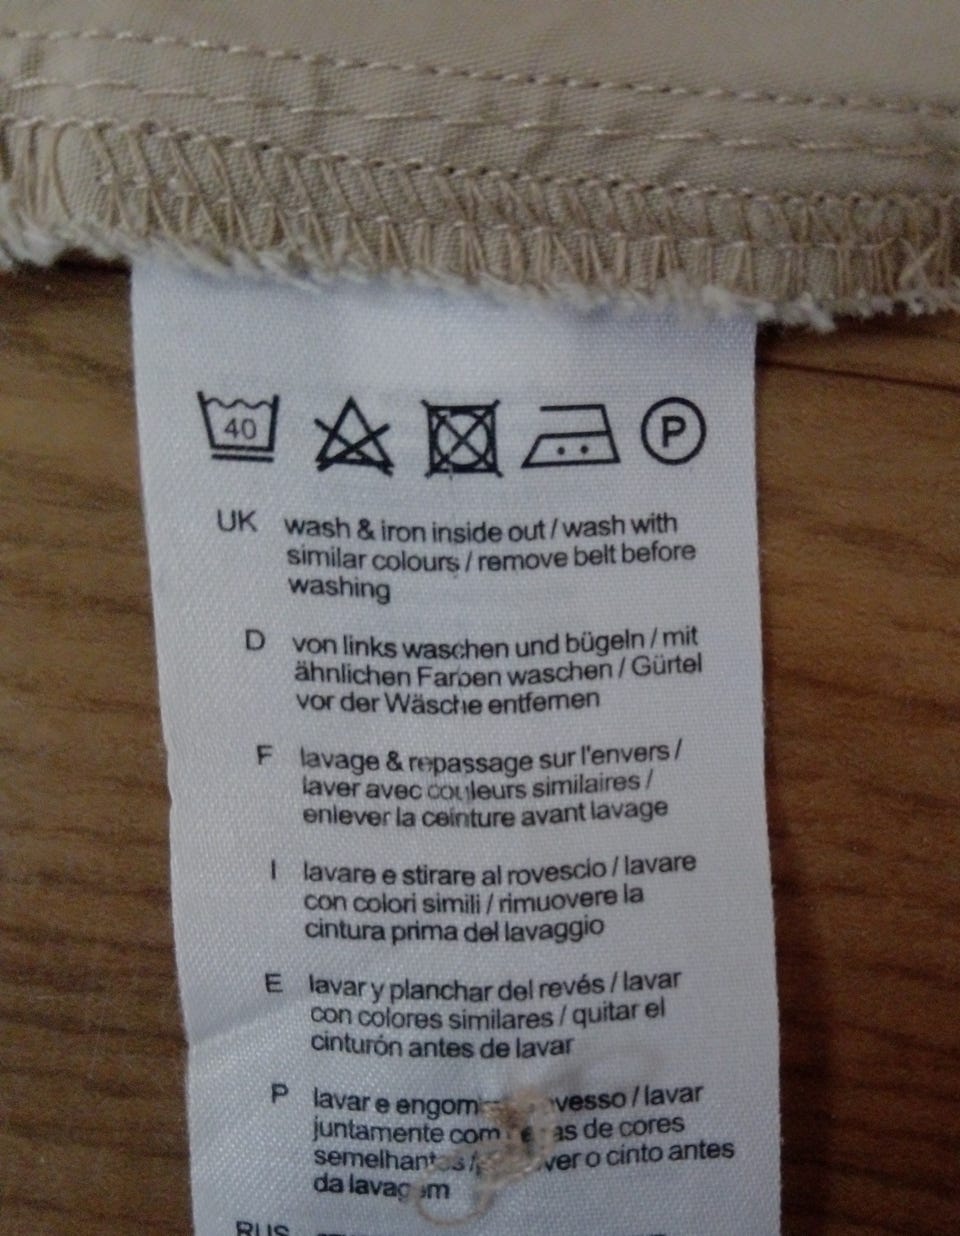 40
P
UK wash & iron inside out / wash with
similar colours / remove belt before
washing
D von links waschen und bügeln / mit
ähnlichen Farben waschen / Gürtel
vor der Wäsche entfernen
F lavage & repassage sur l'envers /
laver avec couleurs similaires /
enlever la ceinture avant lavage
I lavare e stirare al rovescio / lavare
con colori simili / rimuovere la
cintura prima del lavaggio
E lavar y planchar del revés / lavar
con colores similares / quitar el
cinturón antes de lavar
P lavar e / lavar
juntamente com de cores
semelhantes / o cinto antes
da lavagem
RUS